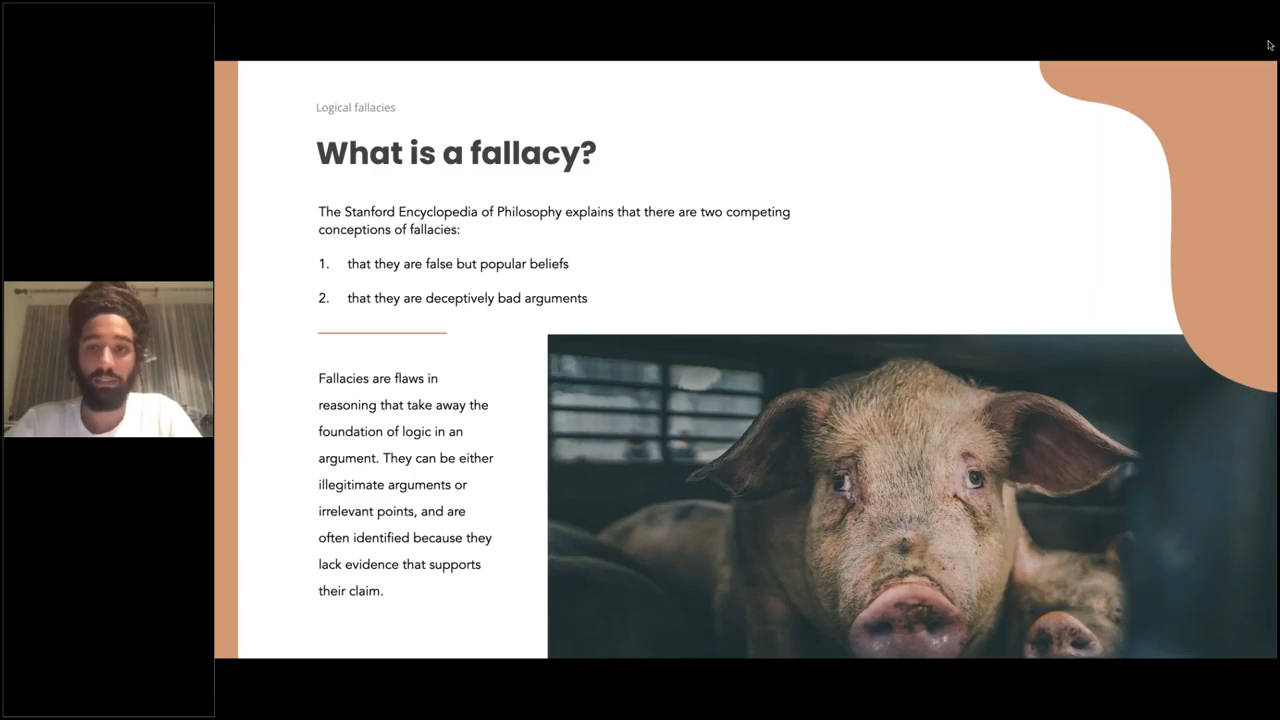 Logical fallacies
What is a fallacy?
The Stanford Encyclopedia of Philosophy explains that there are two competing
conceptions of fallacies:
1. that they are false but popular beliefs
2. that they are deceptively bad arguments
Fallacies are flaws in
reasoning that take away the
foundation of logic in an
argument. They can be either
illegitimate arguments or
irrelevant points, and are
often identified because they
lack evidence that supports
their claim.